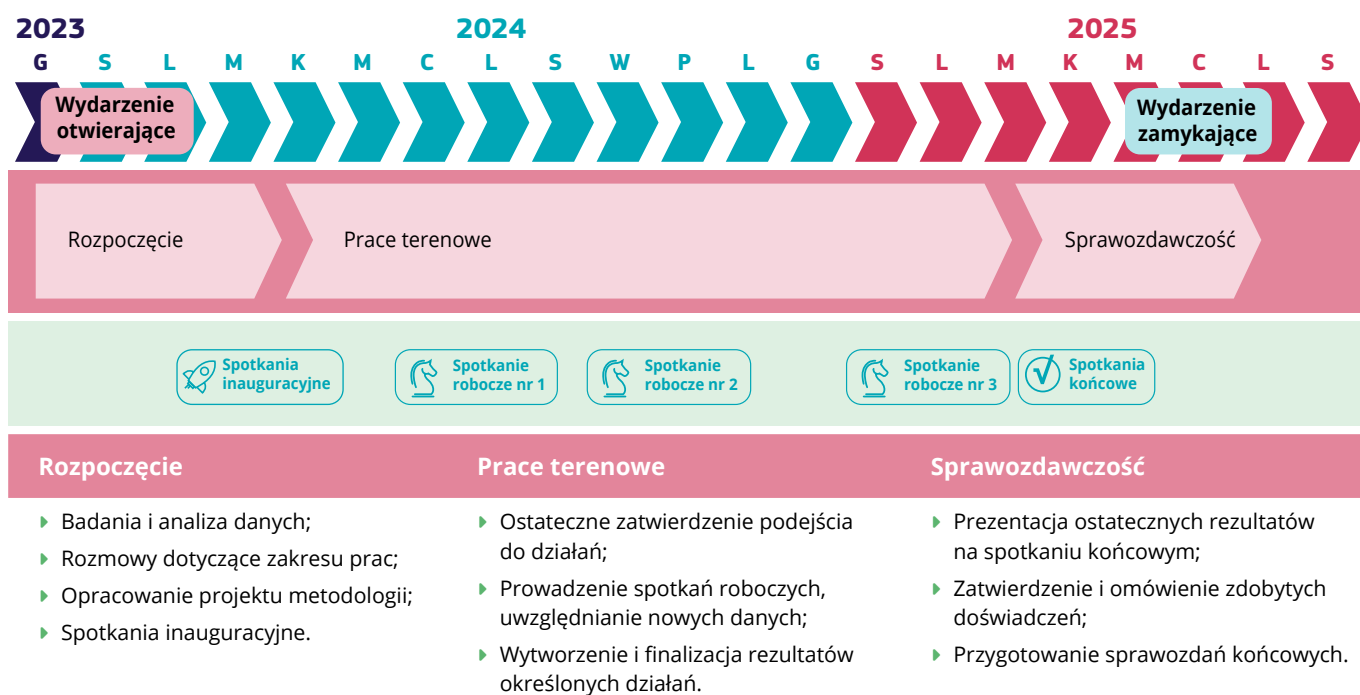 2023 2024 2025
G S L M K M C L S W P L G S L M K M C L S
Wydarzenie
otwierające
Wydarzenie
zamykające
Rozpoczęcie
Prace terenowe
Sprawozdawczość
Spotkania
inauguracyjne
Spotkanie
robocze nr 1
Spotkanie
robocze nr 2
Spotkanie
robocze nr 3
Spotkania
końcowe
Rozpoczęcie
Badania i analiza danych;
Rozmowy dotyczące zakresu prac;
Opracowanie projektu metodologii;
Spotkania inauguracyjne.
Prace terenowe
Ostateczne zatwierdzenie podejścia
do działań;
Prowadzenie spotkań roboczych,
uwzględnianie nowych danych;
Wytworzenie i finalizacja rezultatów
określonych działań.
Sprawozdawczość
Prezentacja ostatecznych rezultatów
na spotkaniu końcowym;
Zatwierdzenie i omówienie zdobytych
doświadczeń;
Przygotowanie sprawozdań końcowych.